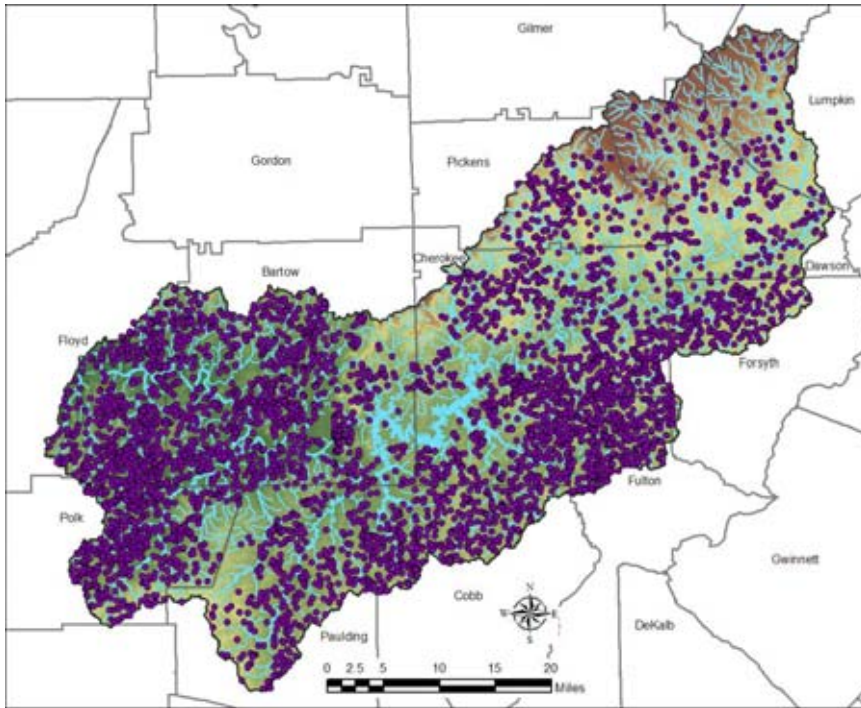 Gilmer
Lumpkin
Gordon
Pickens
Cherokee
Dawson
Bartow
Floyd
Forsyth
Fulton
Polk
Gwinnett
Cobb
N
W
E
S
DeKalb
Paulding
0 2.5 5 10 15 20
Miles